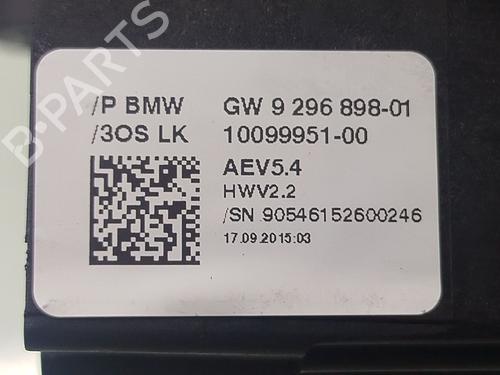 B-PARTS
/P BMW GW 9 296 898-01
/3OS LK 10099951-00
AEV5.4
HWV2.2
/SN 90546152600246
17.09.2015:03